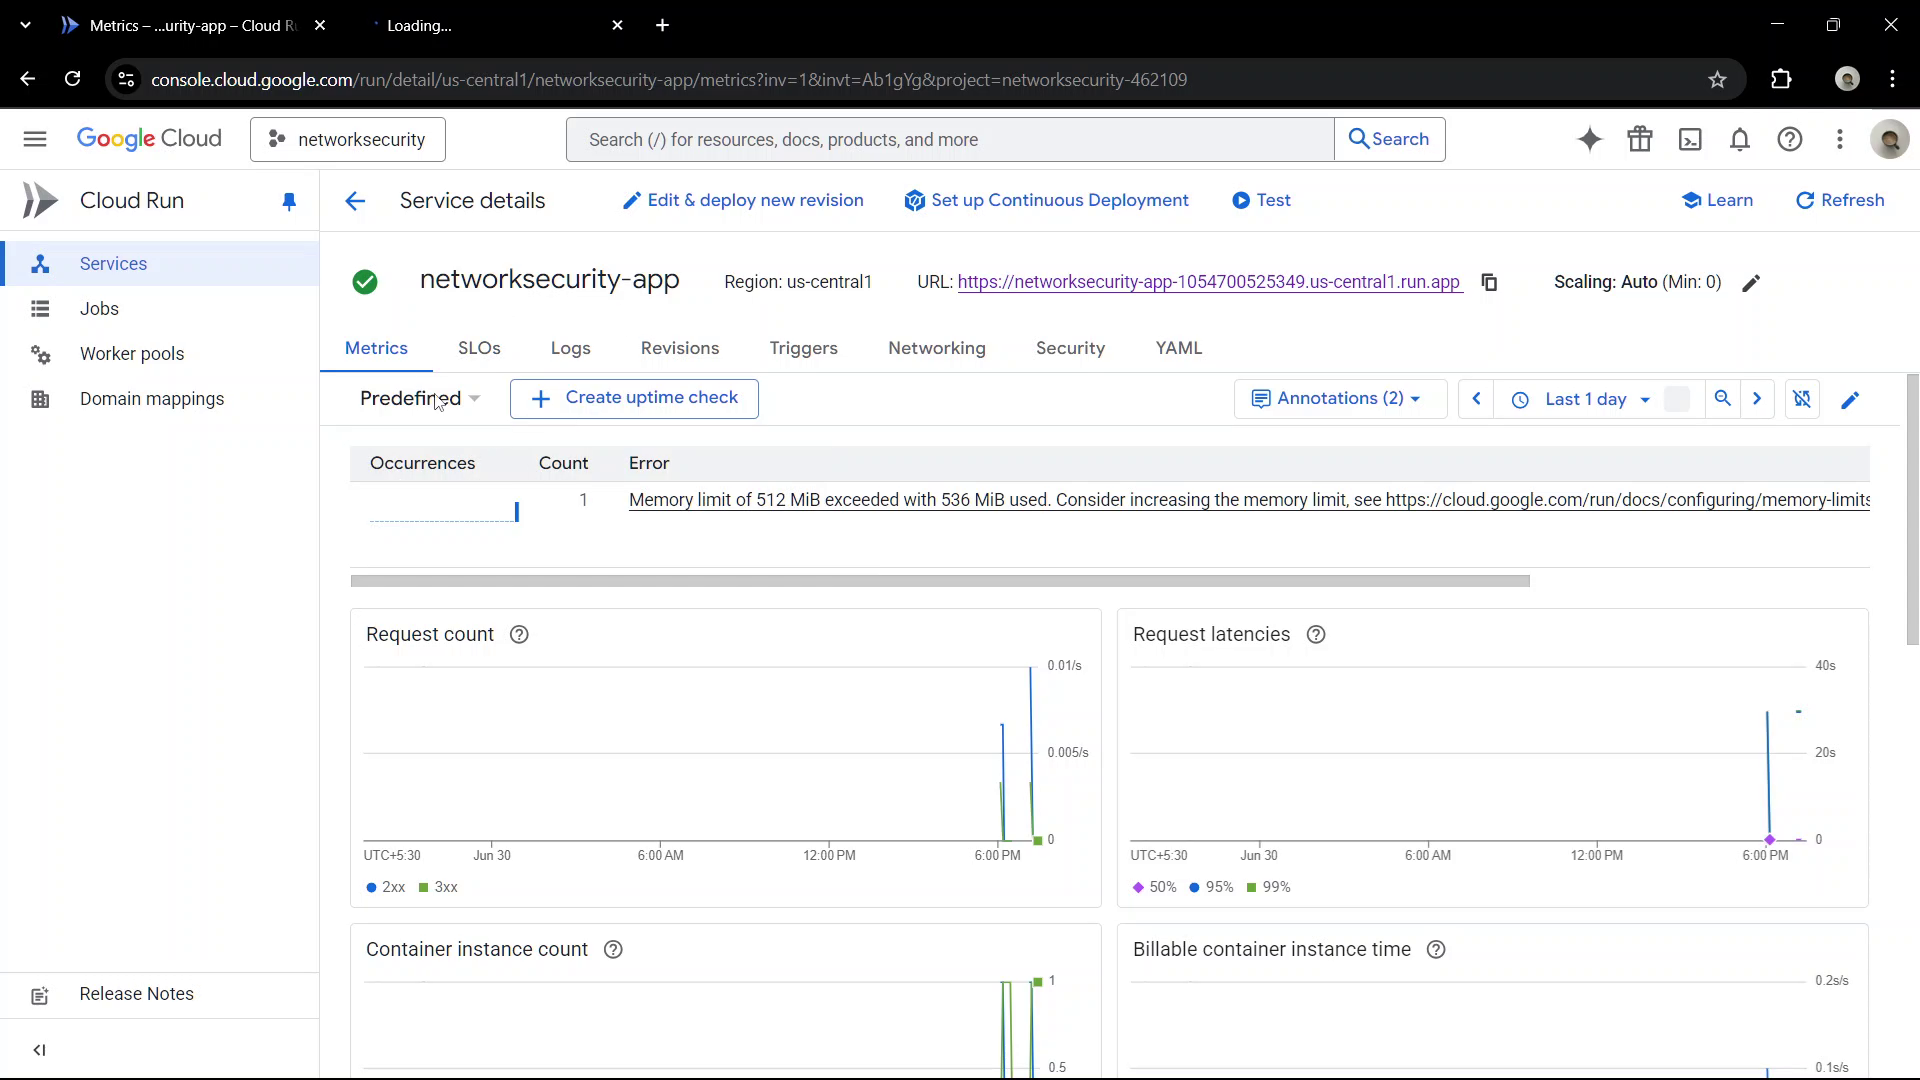 Metrics – ...urity-app – Cloud Ru
Loading...
console.cloud.google.com/run/detail/us-central1/networksecurity-app/metrics?inv=1&invt=Ab1gYg&project=networksecurity-462109
Google Cloud
networksecurity
Search (/) for resources, docs, products, and more
Search
Cloud Run
Service details
Edit & deploy new revision
Set up Continuous Deployment
Test
Learn
Refresh
Services
Jobs
Worker pools
Domain mappings
networksecurity-app
Region: us-central1
URL: https://networksecurity-app-1054700525349.us-central1.run.app
Scaling: Auto (Min: 0)
Metrics
SLOs
Logs
Revisions
Triggers
Networking
Security
YAML
Predefined
Create uptime check
Annotations (2)
Last 1 day
Occurrences
Count
Error
1
Memory limit of 512 MiB exceeded with 536 MiB used. Consider increasing the memory limit, see https://cloud.google.com/run/docs/configuring/memory-limits
Request count
0.01/s
0.005/s
0
UTC+5:30
Jun 30
6:00 AM
12:00 PM
6:00 PM
2xx
3xx
Request latencies
40s
20s
0
UTC+5:30
Jun 30
6:00 AM
12:00 PM
6:00 PM
50%
95%
99%
Container instance count
1
0.5
Billable container instance time
0.2s/s
0.1s/s
Release Notes